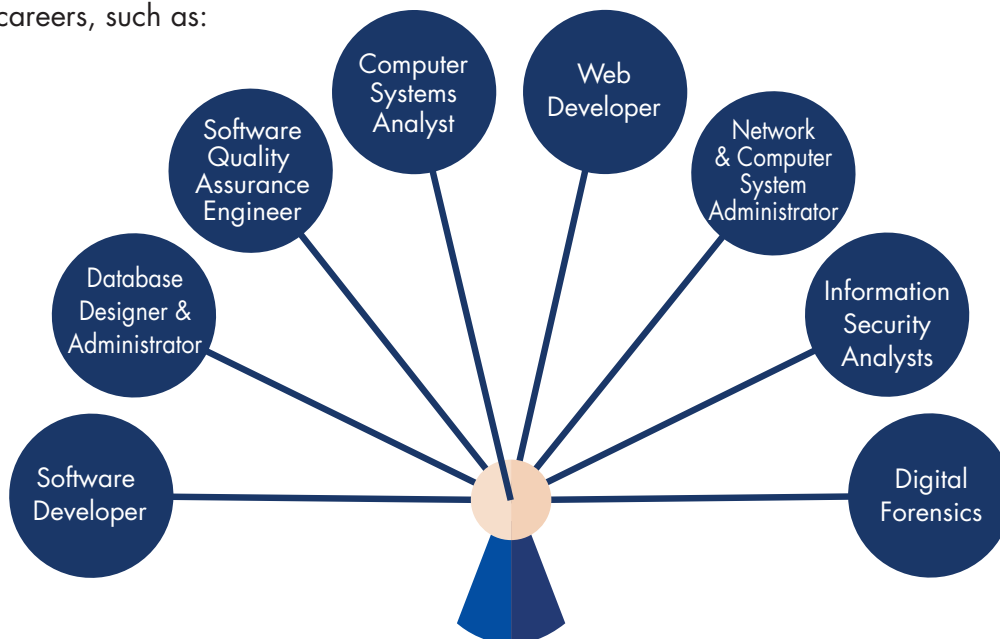 careers, such as:
Computer
Systems
Analyst
Web
Developer
Software
Quality
Assurance
Engineer
Network
& Computer
System
Administrator
Database
Designer &
Administrator
Information
Security
Analysts
Software
Developer
Digital
Forensics